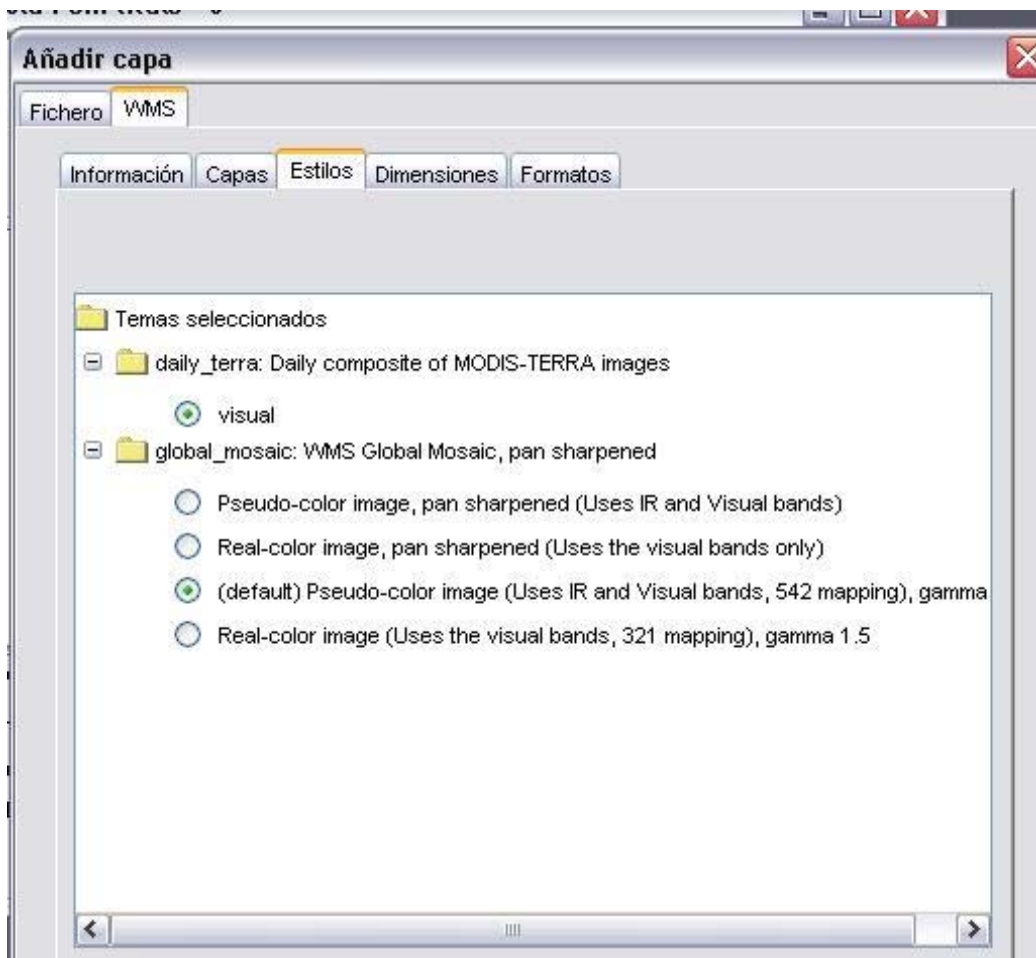 Añadir capa
Fichero WMS
Información Capas Estilos Dimensiones Formatos
Temas seleccionados
daily_terra: Daily composite of MODIS-TERRA images
visual
global_mosaic: WMS Global Mosaic, pan sharpened
Pseudo-color image, pan sharpened (Uses IR and Visual bands)
Real-color image, pan sharpened (Uses the visual bands only)
(default) Pseudo-color image (Uses IR and Visual bands, 542 mapping), gamma
Real-color image (Uses the visual bands, 321 mapping), gamma 1.5